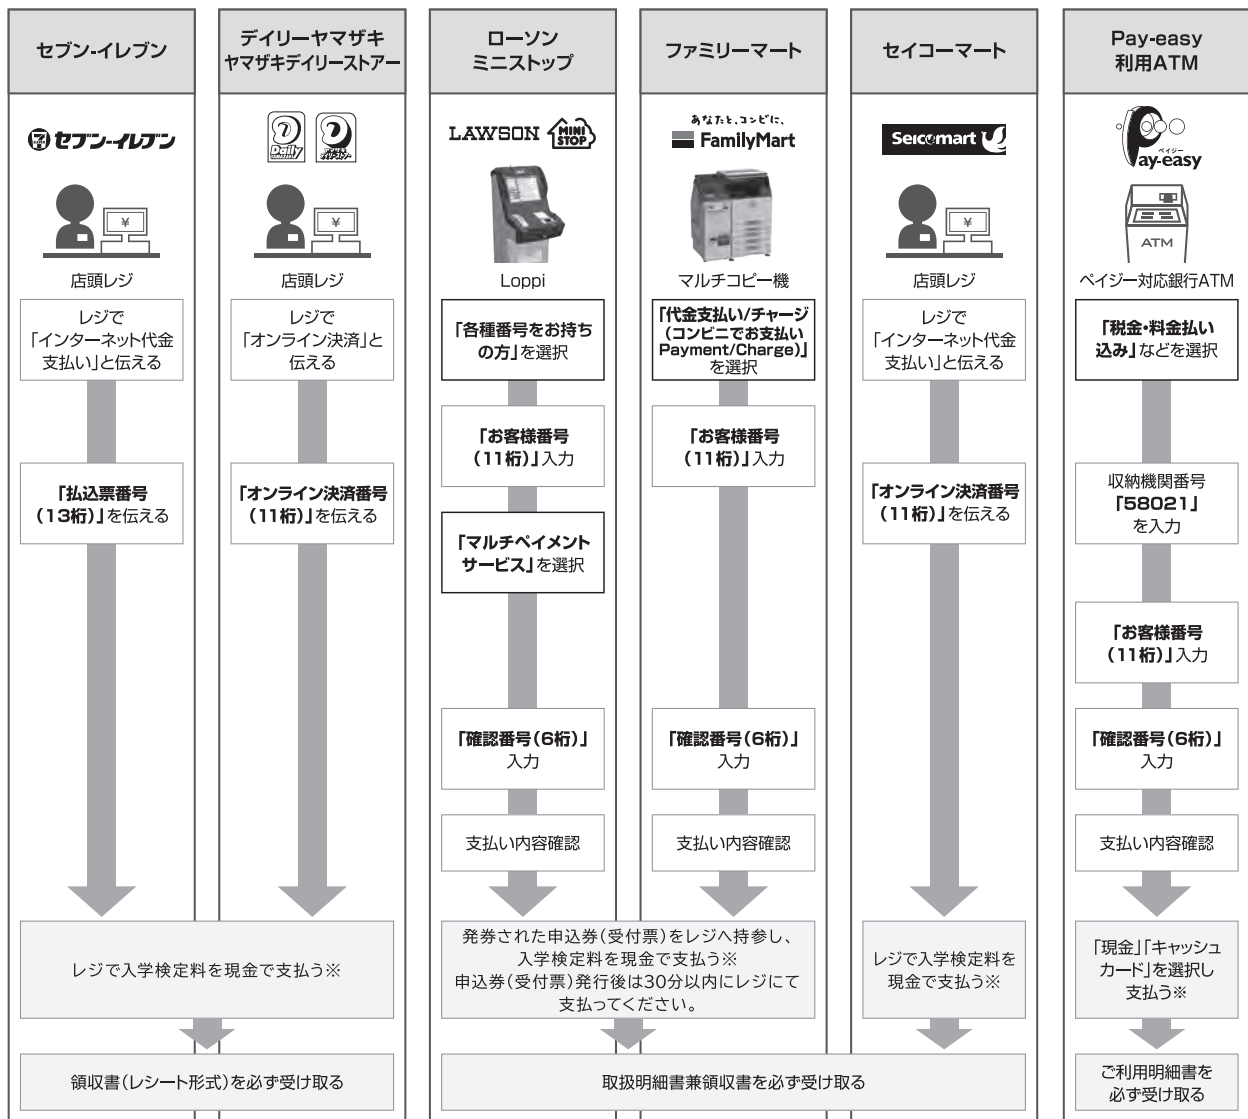 セブン-イレブン
セブン-イレブン
店頭レジ
レジで
「インターネット代金
支払い」と伝える
「払込票番号
(13桁)」を伝える
デイリーヤマザキ
ヤマザキデイリーストアー
Daily
店頭レジ
レジで
「オンライン決済」と
伝える
「オンライン決済番号
(11桁)」を伝える
レジで入学検定料を現金で支払う※
領収書(レシート形式)を必ず受け取る
ローソン
ミニストップ
LAWSON
MINI
STOP
Loppi
「各種番号をお持ち
の方」を選択
「お客様番号
(11桁)」入力
「マルチペイメント
サービス」を選択
「確認番号(6桁)」
入力
支払い内容確認
ファミリーマート
あなたと、コンビに、
FamilyMart
マルチコピー機
「代金支払い/チャージ
(コンビニでお支払い
Payment/Charge)」
を選択
「お客様番号
(11桁)」入力
「確認番号(6桁)」
入力
支払い内容確認
発券された申込券(受付票)をレジへ持参し、
入学検定料を現金で支払う※
申込券(受付票)発行後は30分以内にレジにて
支払ってください。
セイコーマート
Seicomart
店頭レジ
レジで
「インターネット代金
支払い」と伝える
「オンライン決済番号
(11桁)」を伝える
レジで入学検定料を
現金で支払う※
取扱明細書兼領収書を必ず受け取る
Pay-easy
利用ATM
ペイジー
Pay-easy
ATM
ペイジー対応銀行ATM
「税金・料金払い
込み」などを選択
収納機関番号
「58021」
を入力
「お客様番号
(11桁)」入力
「確認番号(6桁)」
入力
支払い内容確認
「現金」「キャッシュ
カード」を選択し
支払う※
ご利用明細書を
必ず受け取る